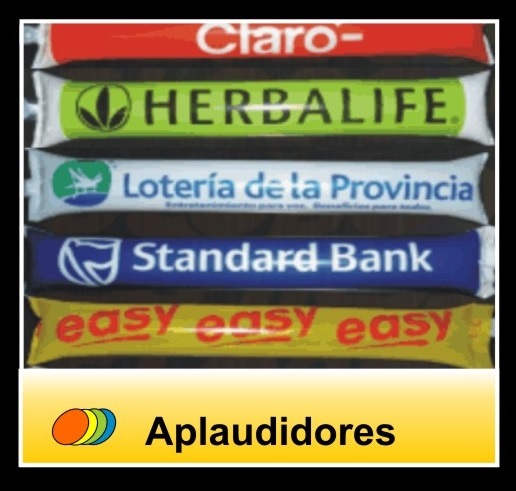 Claro-
HERBALIFE®
Lotería de la Provincia
Entretenimiento para vos. Beneficios para todos.
Standard Bank
easy easy easy
Aplaudidores